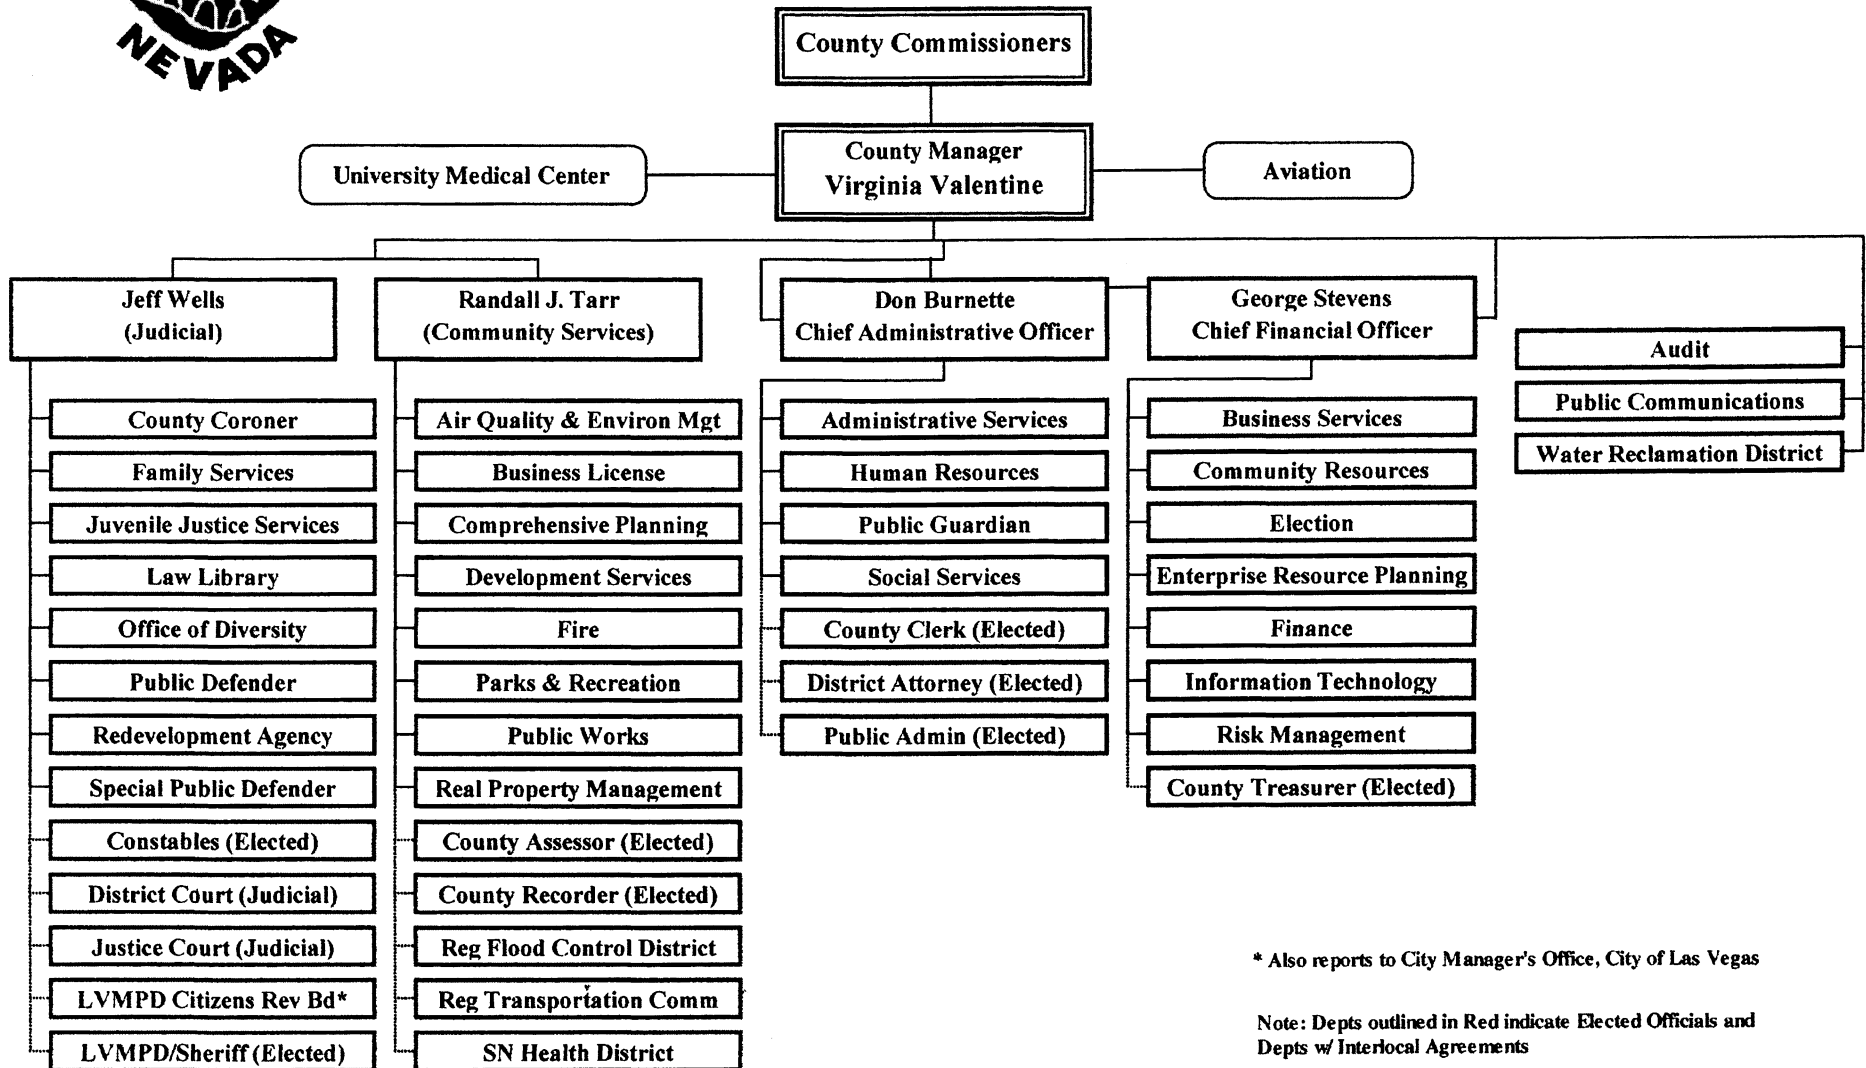 NEVADA
County Commissioners
County Manager
Virginia Valentine
University Medical Center
Aviation
Jeff Wells
(Judicial)
Randall J. Tarr
(Community Services)
Don Burnette
Chief Administrative Officer
George Stevens
Chief Financial Officer
County Coroner
Family Services
Juvenile Justice Services
Law Library
Office of Diversity
Public Defender
Redevelopment Agency
Special Public Defender
Constables (Elected)
District Court (Judicial)
Justice Court (Judicial)
LVMPD Citizens Rev Bd*
LVMPD/Sheriff (Elected)
Air Quality & Environ Mgt
Business License
Comprehensive Planning
Development Services
Fire
Parks & Recreation
Public Works
Real Property Management
County Assessor (Elected)
County Recorder (Elected)
Reg Flood Control District
Reg Transportation Comm
SN Health District
Administrative Services
Human Resources
Public Guardian
Social Services
County Clerk (Elected)
District Attorney (Elected)
Public Admin (Elected)
Business Services
Community Resources
Election
Enterprise Resource Planning
Finance
Information Technology
Risk Management
County Treasurer (Elected)
Audit
Public Communications
Water Reclamation District
* Also reports to City Manager's Office, City of Las Vegas
Note: Depts outlined in Red indicate Elected Officials and
Depts w/ Interlocal Agreements